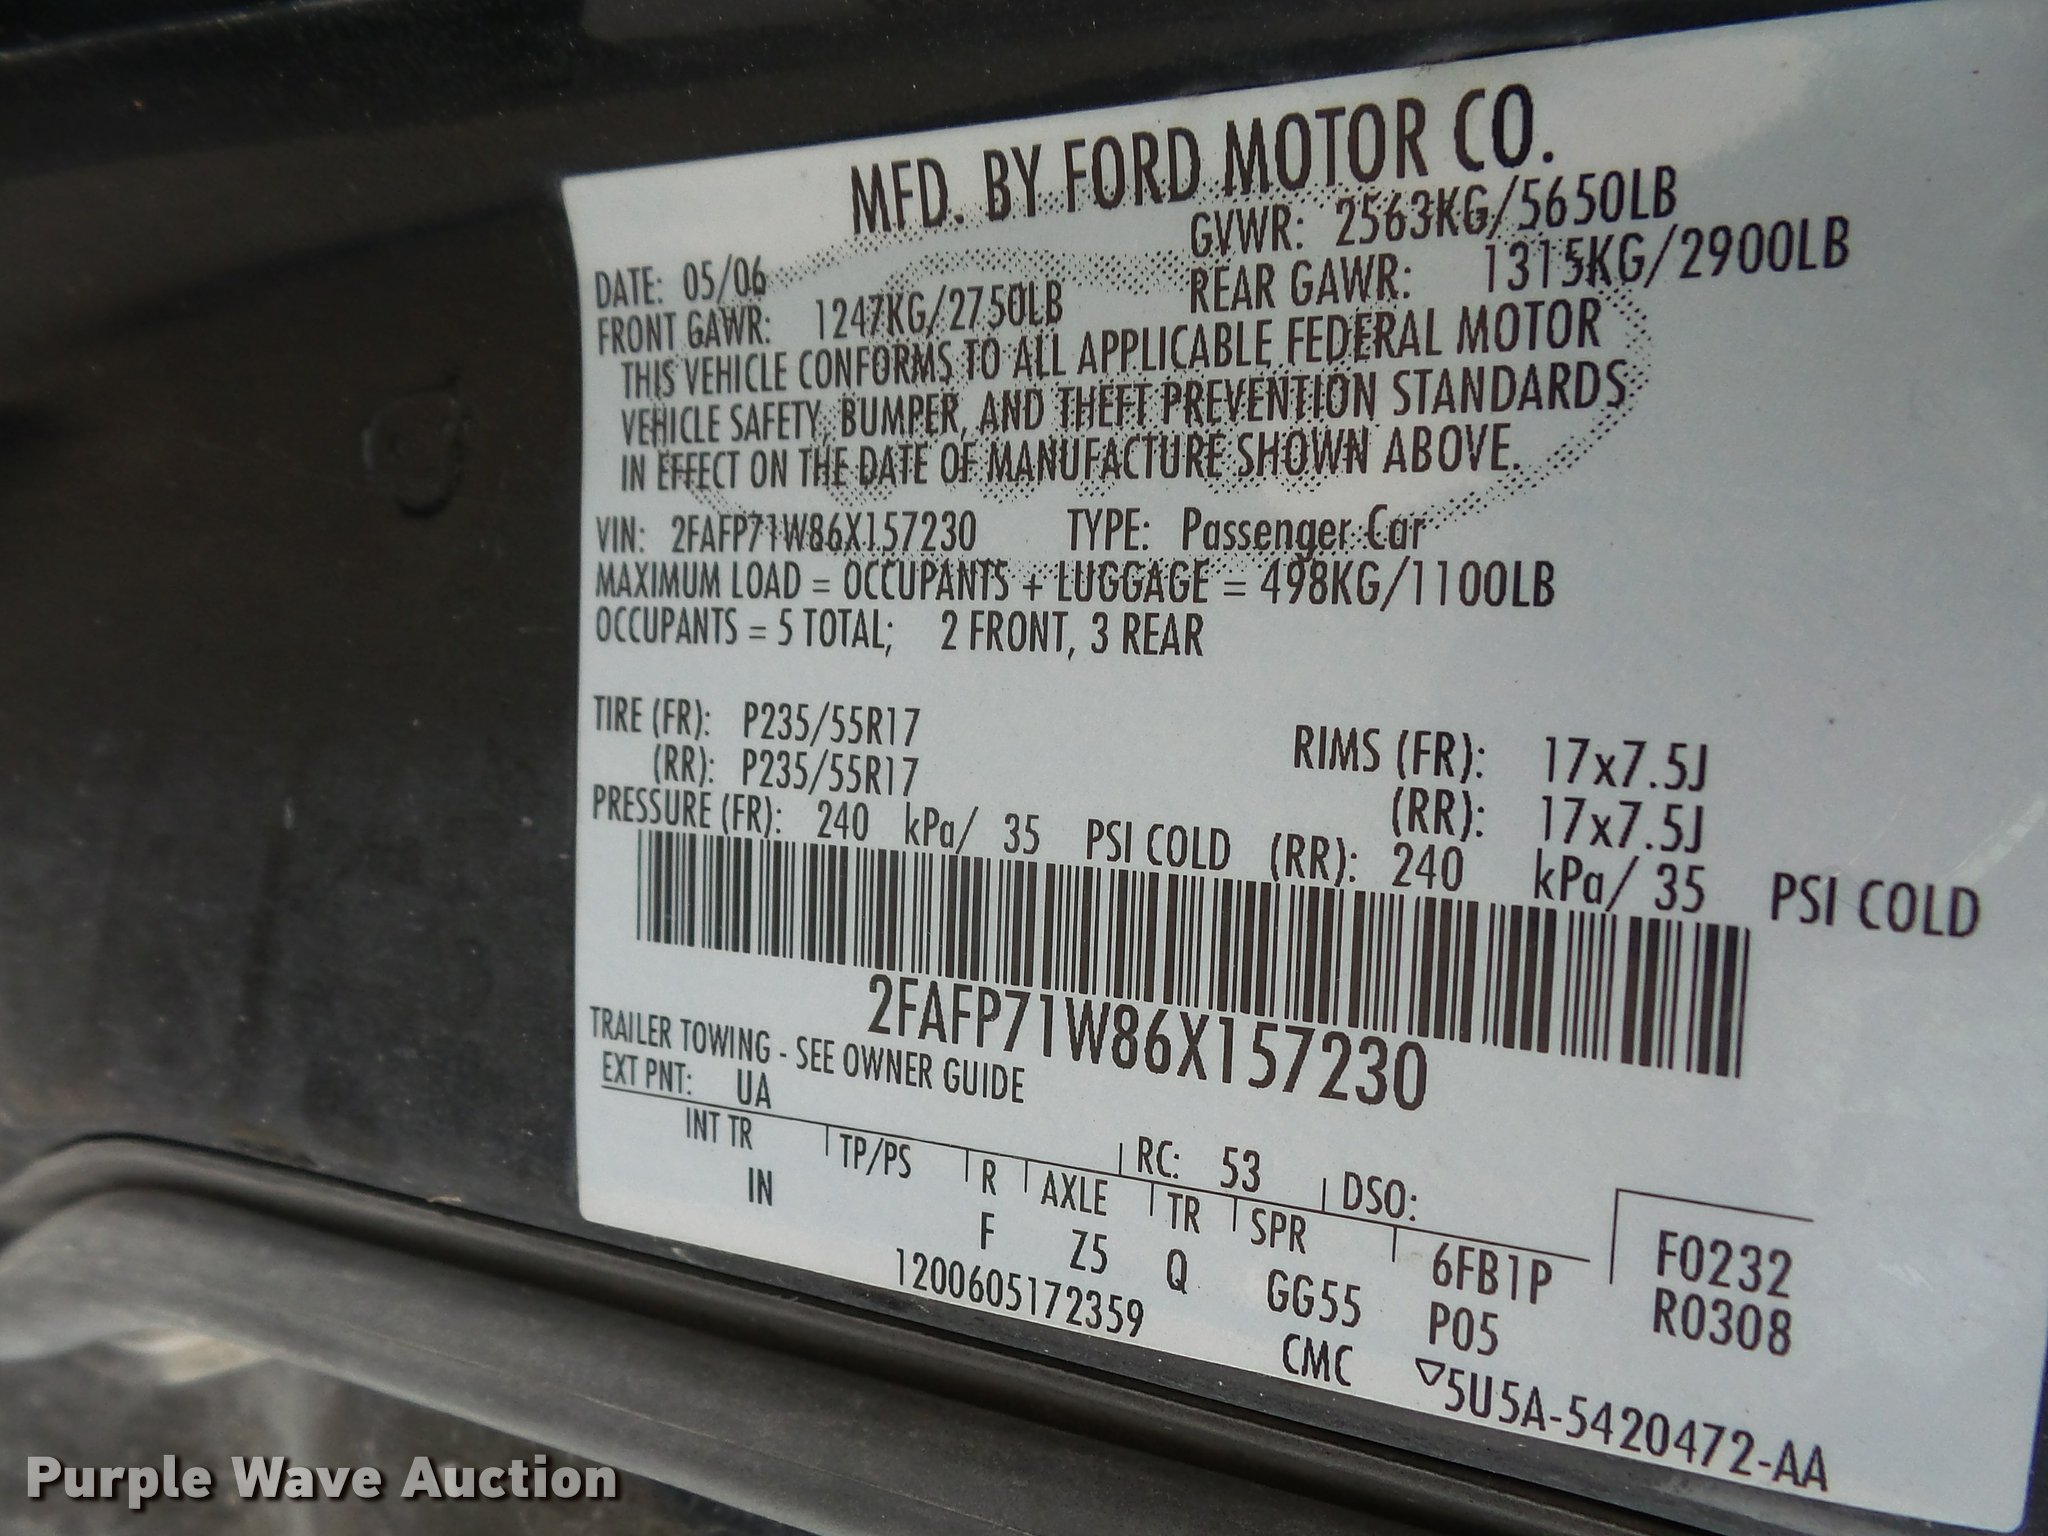 MFD. BY FORD MOTOR CO.
DATE: 05/06 GVWR: 2563KG/5650LB
FRONT GAWR: 1247KG/2750LB REAR GAWR: 1315KG/2900LB
THIS VEHICLE CONFORMS TO ALL APPLICABLE FEDERAL MOTOR
VEHICLE SAFETY, BUMPER, AND THEFT PREVENTION STANDARDS
IN EFFECT ON THE DATE OF MANUFACTURE SHOWN ABOVE.
VIN: 2FAFP71W86X157230 TYPE: Passenger Car
MAXIMUM LOAD = OCCUPANTS + LUGGAGE = 498KG/1100LB
OCCUPANTS = 5 TOTAL; 2 FRONT, 3 REAR
TIRE (FR): P235/55R17 RIMS (FR): 17x7.5J
(RR): P235/55R17 (RR): 17x7.5J
PRESSURE (FR): 240 kPa/ 35 PSI COLD (RR): 240 kPa/ 35 PSI COLD
2FAFP71W86X157230
TRAILER TOWING - SEE OWNER GUIDE
EXT PNT: UA RC: 53 DSO:
INT TR TP/PS R AXLE TR SPR 6FB1P F0232
IN F Z5 Q GG55 P05 R0308
1200605172359 CMC ▽5U5A-5420472-AA
Purple Wave Auction